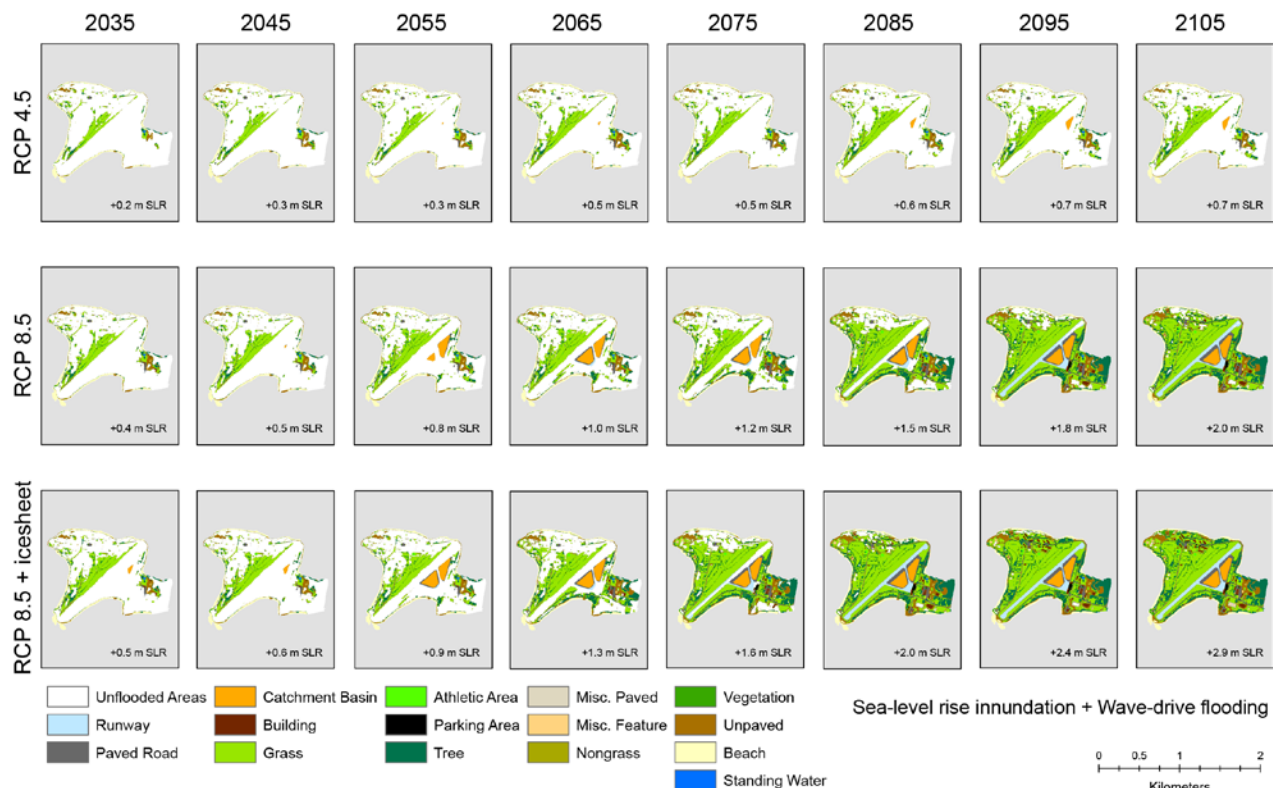 2035 2045 2055 2065 2075 2085 2095 2105
RCP 4.5
+0.2 m SLR +0.3 m SLR +0.3 m SLR +0.5 m SLR +0.5 m SLR +0.6 m SLR +0.7 m SLR +0.7 m SLR
RCP 8.5
+0.4 m SLR +0.5 m SLR +0.8 m SLR +1.0 m SLR +1.2 m SLR +1.5 m SLR +1.8 m SLR +2.0 m SLR
RCP 8.5 + icesheet
+0.5 m SLR +0.6 m SLR +0.9 m SLR +1.3 m SLR +1.6 m SLR +2.0 m SLR +2.4 m SLR +2.9 m SLR
Unflooded Areas Catchment Basin Athletic Area Misc. Paved Vegetation
Runway Building Parking Area Misc. Feature Unpaved
Paved Road Grass Tree Nongrass Beach
Standing Water
Sea-level rise innundation + Wave-drive flooding
0 0.5 1 2
Kilometers